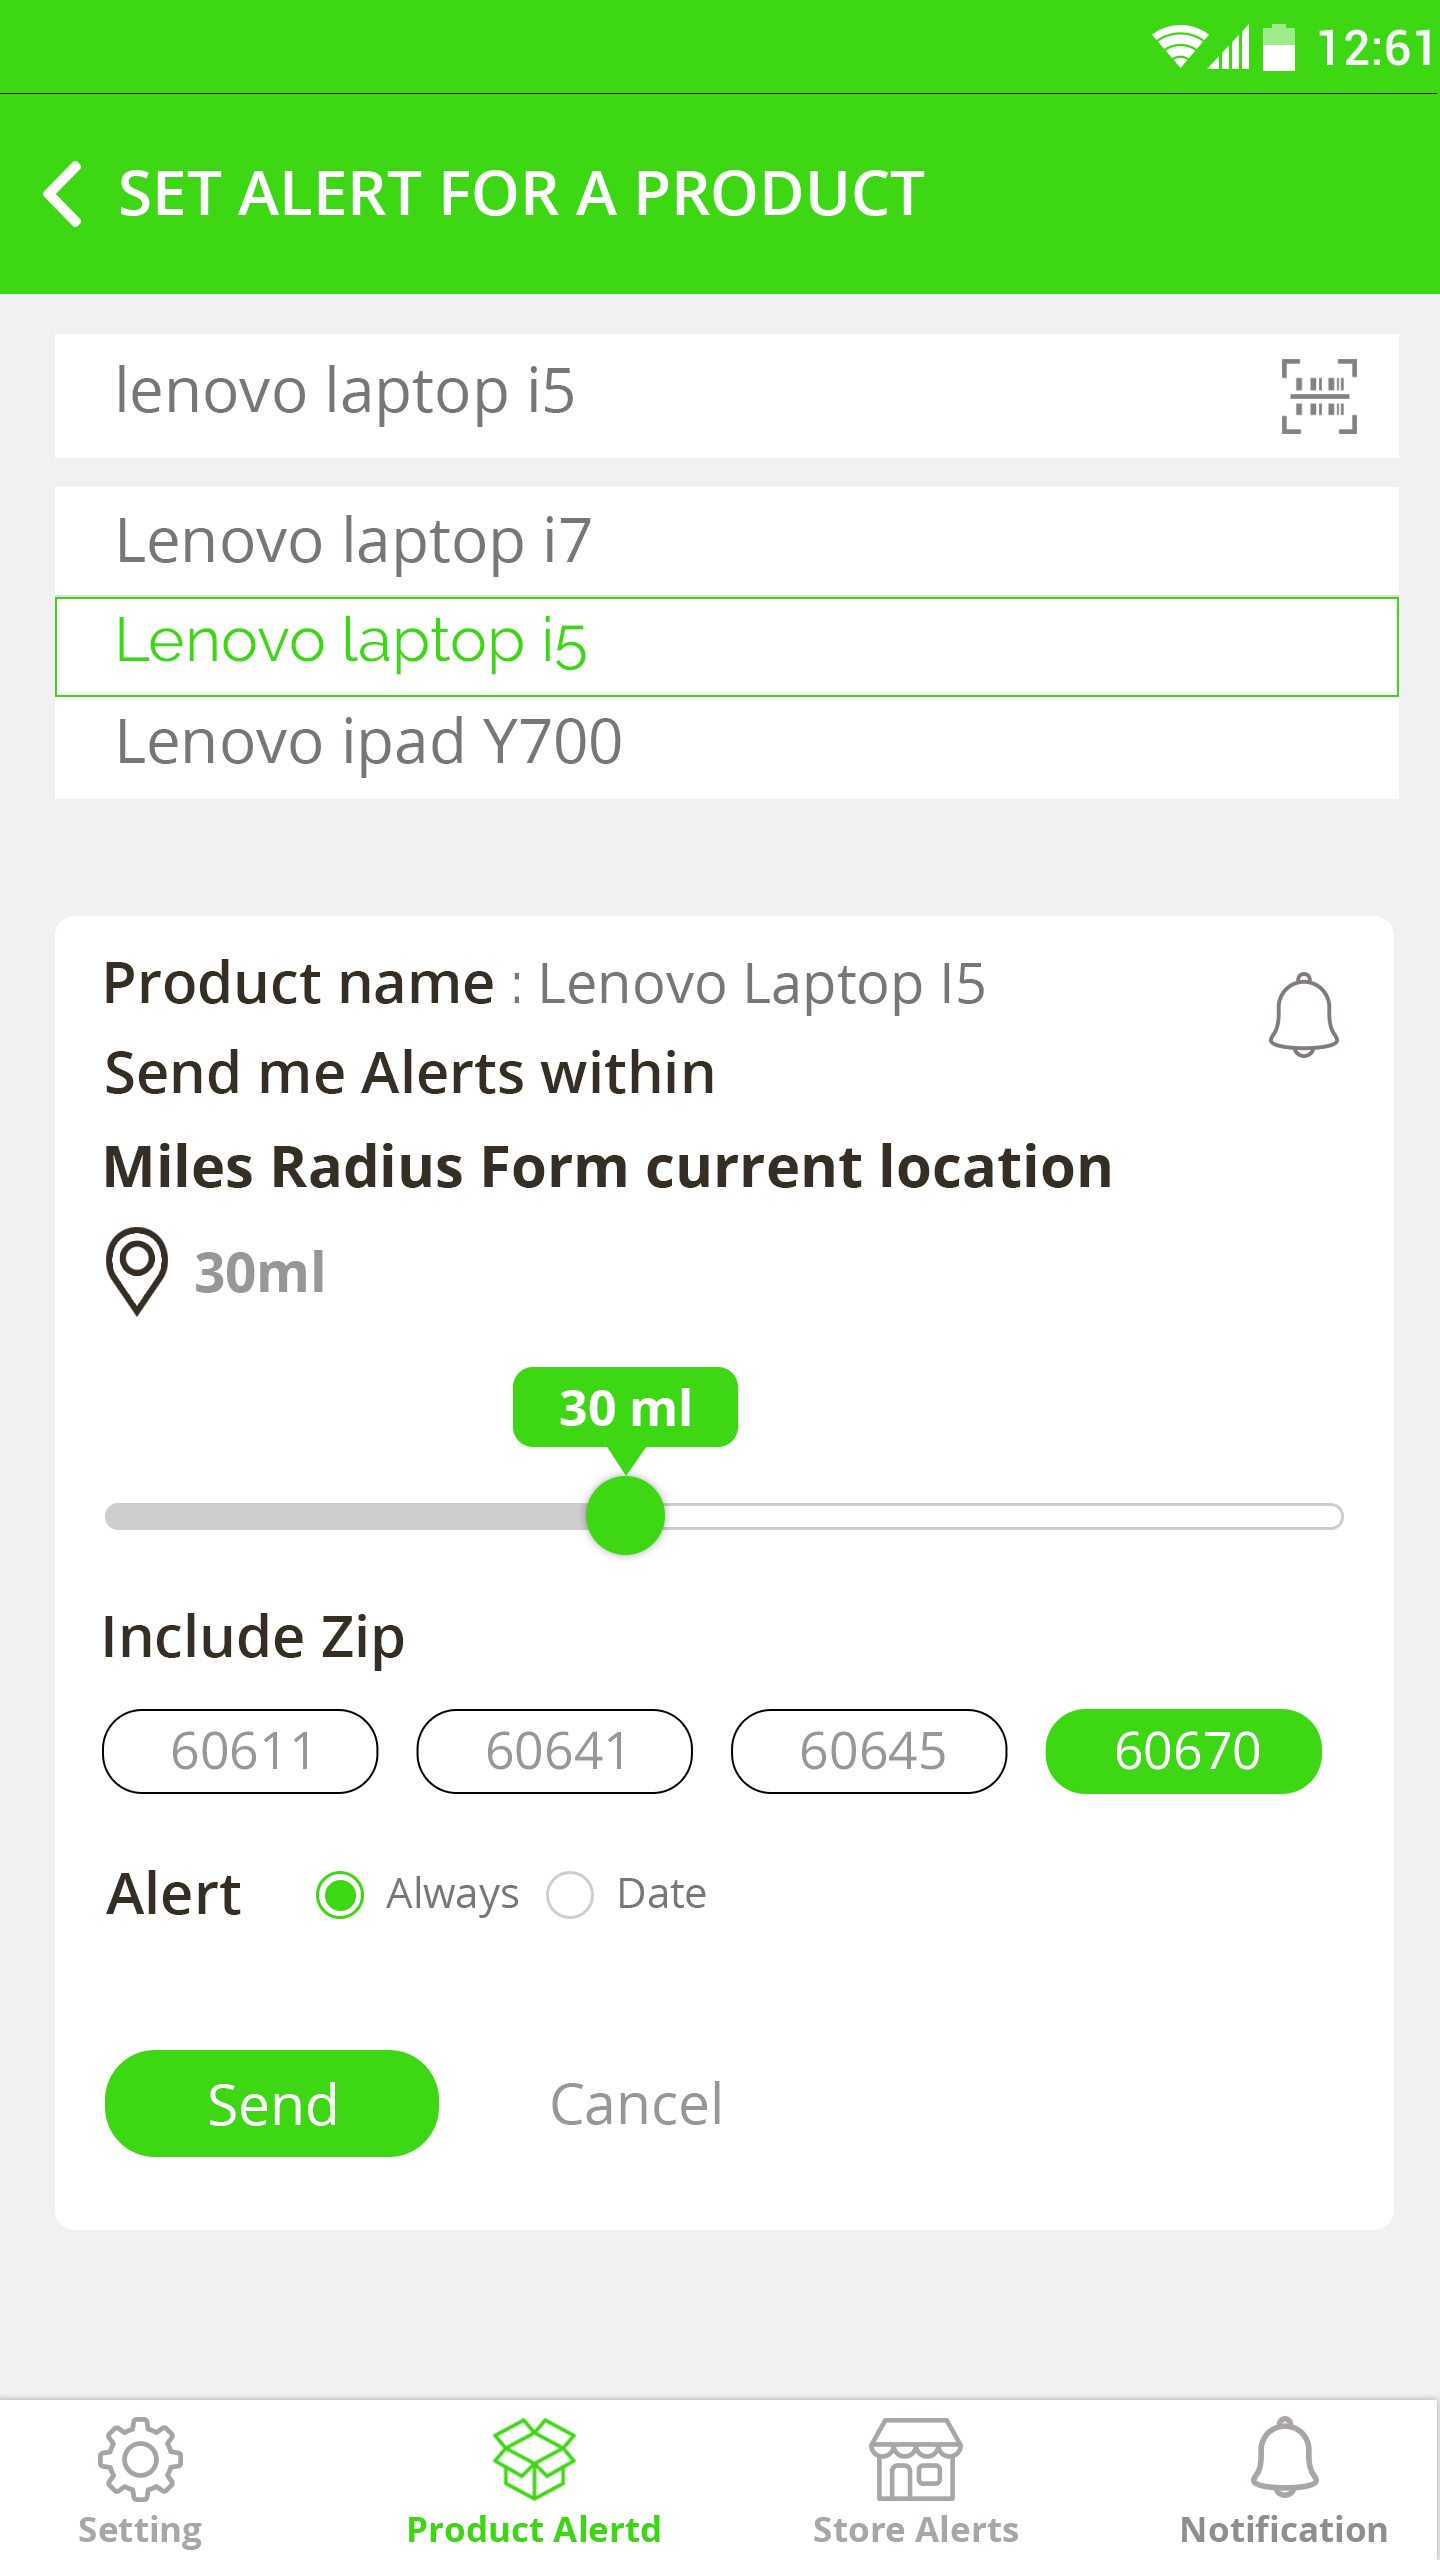 12:61
SET ALERT FOR A PRODUCT
lenovo laptop i5
Lenovo laptop i7
Lenovo laptop i5
Lenovo ipad Y700
Product name : Lenovo Laptop I5
Send me Alerts within
Miles Radius Form current location
30ml
30 ml
Include Zip
60611 60641 60645 60670
Alert Always Date
Send Cancel
Setting Product Alertd Store Alerts Notification